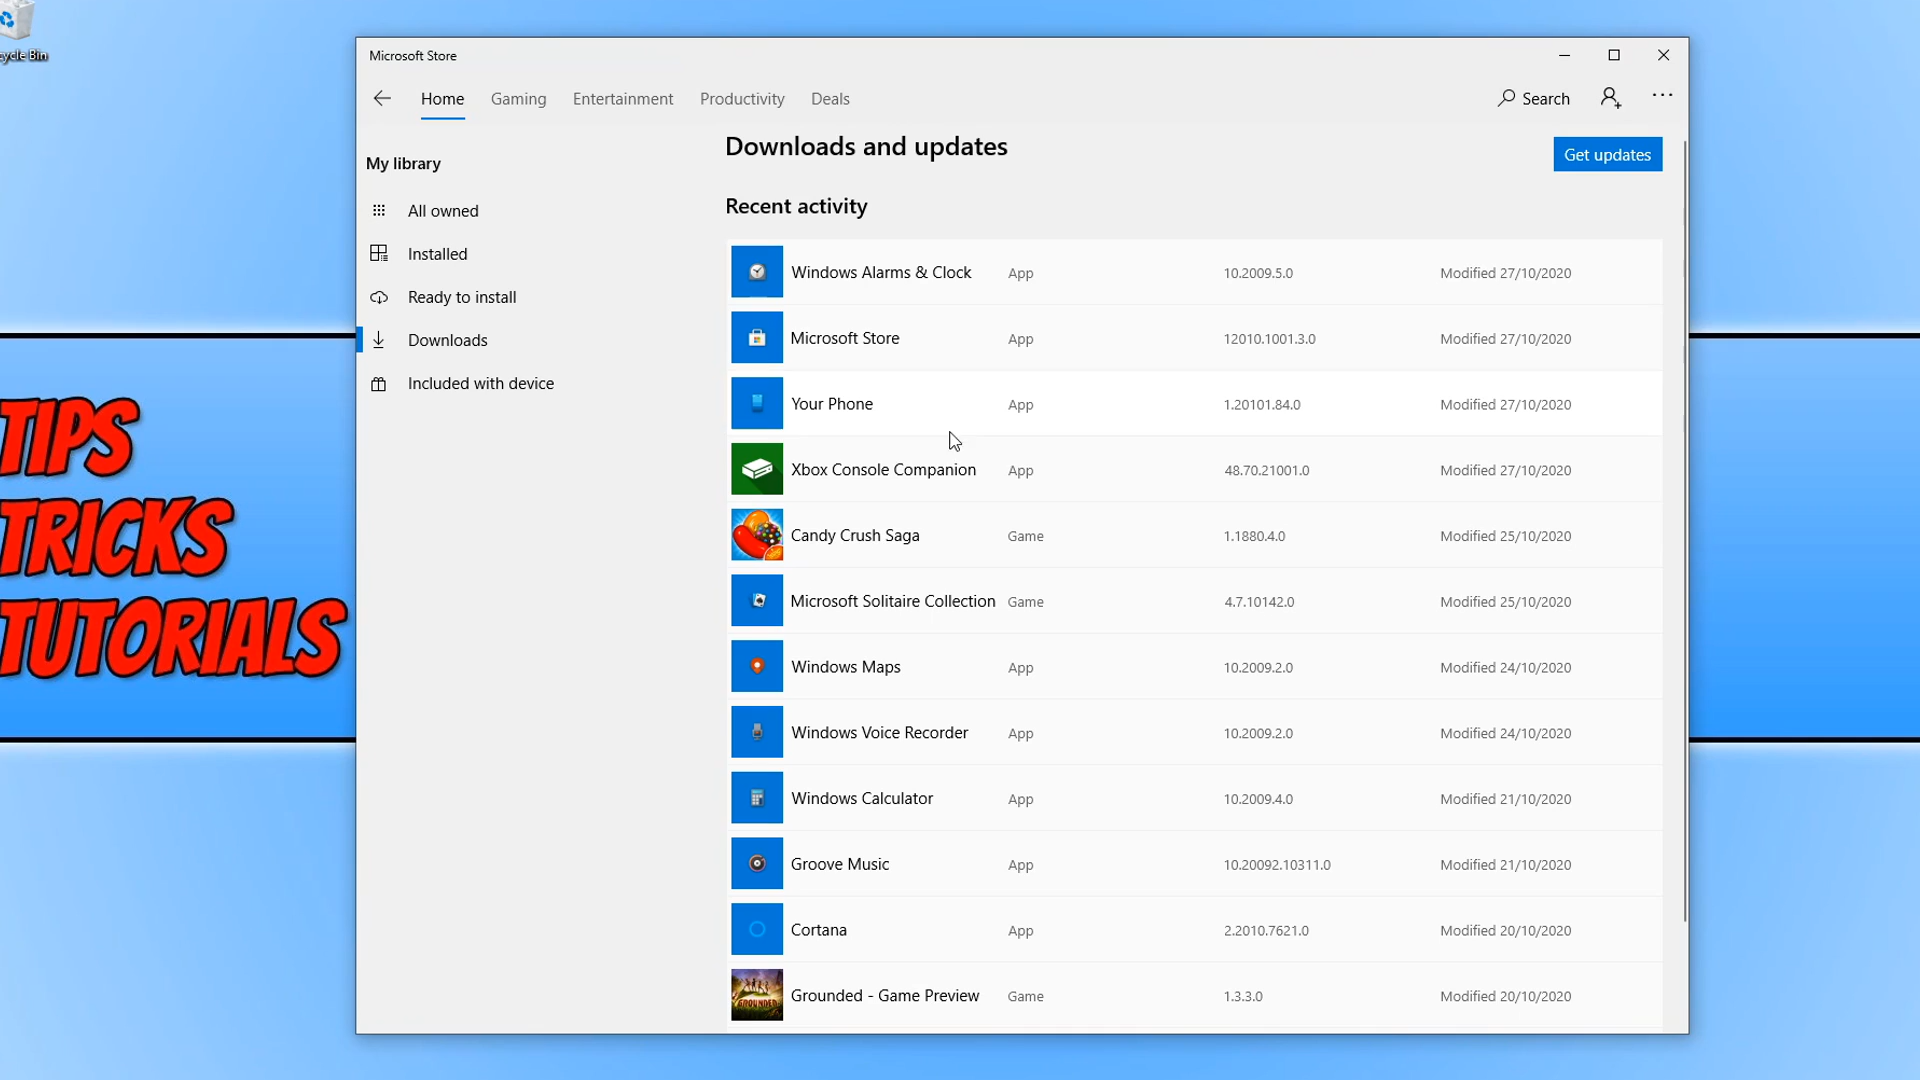 cycle Bin
Microsoft Store
Home Gaming Entertainment Productivity Deals Search
My library
All owned
Installed
Ready to install
Downloads
Included with device
Downloads and updates
Get updates
Recent activity
Windows Alarms & Clock App 10.2009.5.0 Modified 27/10/2020
Microsoft Store App 12010.1001.3.0 Modified 27/10/2020
Your Phone App 1.20101.84.0 Modified 27/10/2020
Xbox Console Companion App 48.70.21001.0 Modified 27/10/2020
Candy Crush Saga Game 1.1880.4.0 Modified 25/10/2020
Microsoft Solitaire Collection Game 4.7.10142.0 Modified 25/10/2020
Windows Maps App 10.2009.2.0 Modified 24/10/2020
Windows Voice Recorder App 10.2009.2.0 Modified 24/10/2020
Windows Calculator App 10.2009.4.0 Modified 21/10/2020
Groove Music App 10.20092.10311.0 Modified 21/10/2020
Cortana App 2.2010.7621.0 Modified 20/10/2020
GROUNDED
Grounded - Game Preview Game 1.3.3.0 Modified 20/10/2020
TIPS
TRICKS
TUTORIALS